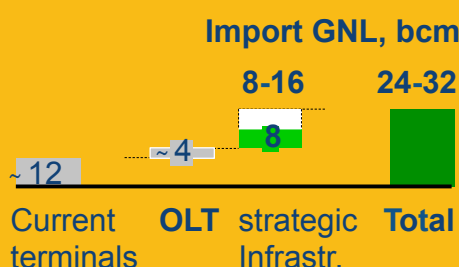 Import GNL, bcm
8-16 24-32
8
~ 4
~ 12
Current OLT strategic Total
terminals Infrastr.